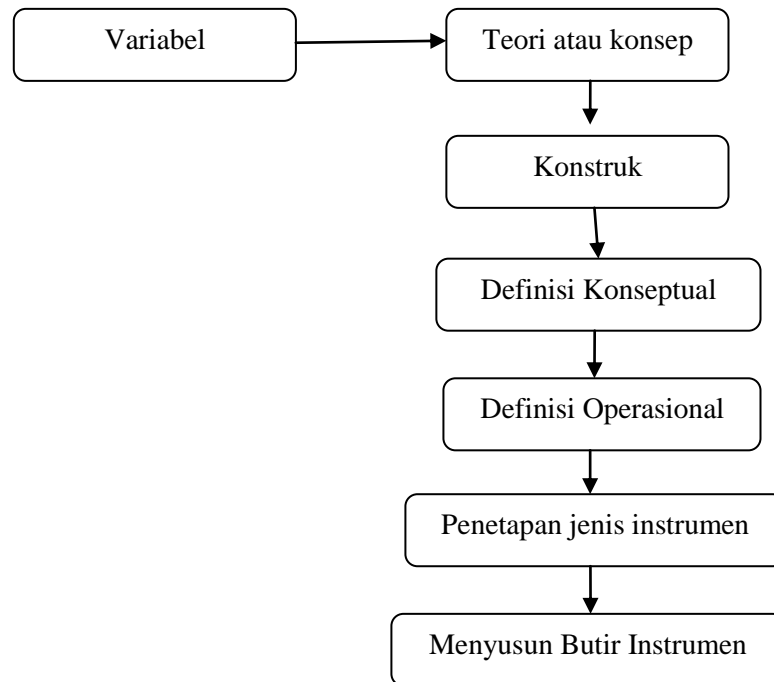 Variabel
Teori atau konsep
Konstruk
Definisi Konseptual
Definisi Operasional
Penetapan jenis instrumen
Menyusun Butir Instrumen